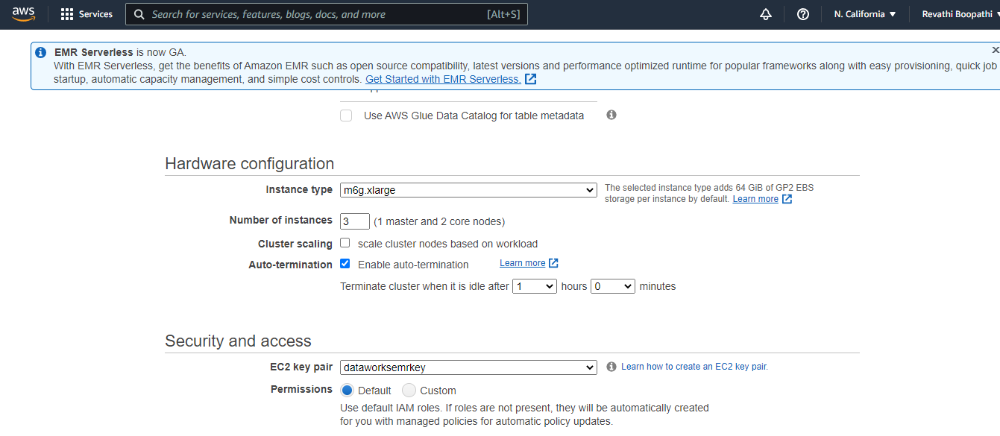 aws Services Search for services, features, blogs, docs, and more [Alt+S] N. California Revathi Boopathi
EMR Serverless is now GA.
With EMR Serverless, get the benefits of Amazon EMR such as open source compatibility, latest versions and performance optimized runtime for popular frameworks along with easy provisioning, quick job
startup, automatic capacity management, and simple cost controls. Get Started with EMR Serverless.
Use AWS Glue Data Catalog for table metadata
Hardware configuration
Instance type m6g.xlarge The selected instance type adds 64 GiB of GP2 EBS
storage per instance by default. Learn more
Number of instances 3 (1 master and 2 core nodes)
Cluster scaling scale cluster nodes based on workload
Auto-termination Enable auto-termination Learn more
Terminate cluster when it is idle after 1 hours 0 minutes
Security and access
EC2 key pair dataworksemrkey Learn how to create an EC2 key pair.
Permissions Default Custom
Use default IAM roles. If roles are not present, they will be automatically created
for you with managed policies for automatic policy updates.